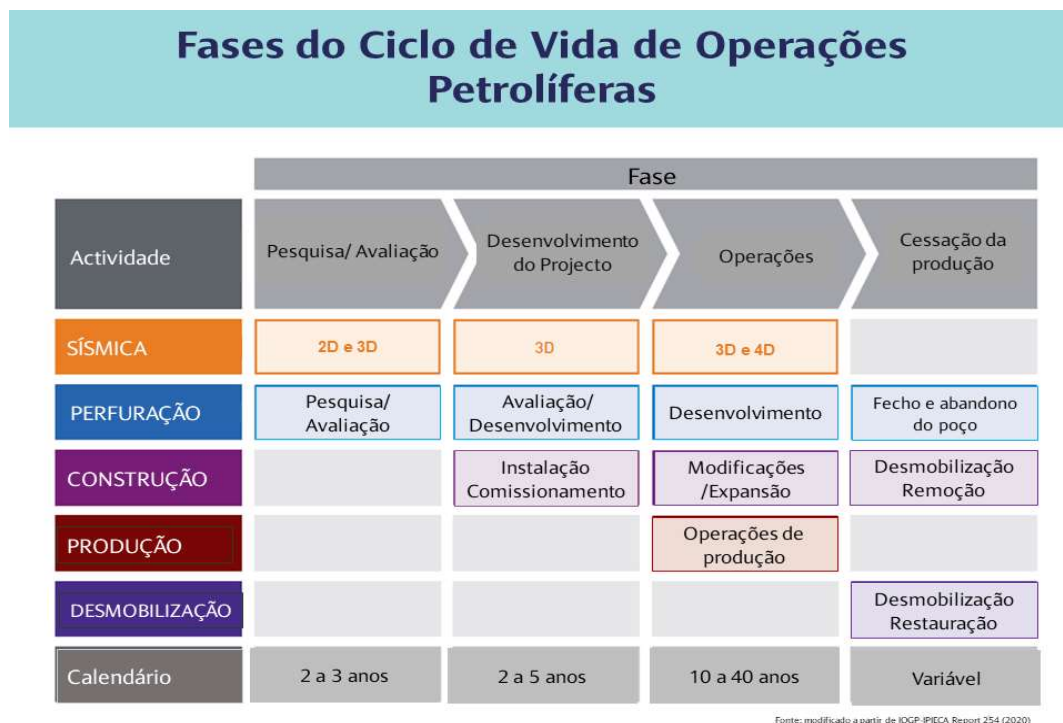 Fases do Ciclo de Vida de Operações
Petrolíferas
Fase
Actividade
Pesquisa/ Avaliação
Desenvolvimento
do Projecto
Operações
Cessação da
produção
SÍSMICA
2D e 3D
3D
3D e 4D
PERFURAÇÃO
Pesquisa/
Avaliação
Avaliação/
Desenvolvimento
Desenvolvimento
Fecho e abandono
do poço
CONSTRUÇÃO
Instalação
Comissionamento
Modificações
/Expansão
Desmobilização
Remoção
PRODUÇÃO
Operações de
produção
DESMOBILIZAÇÃO
Desmobilização
Restauração
Calendário
2 a 3 anos
2 a 5 anos
10 a 40 anos
Variável
Fonte: modificado a partir de IOGP-IPIECA Report 254 (2020)